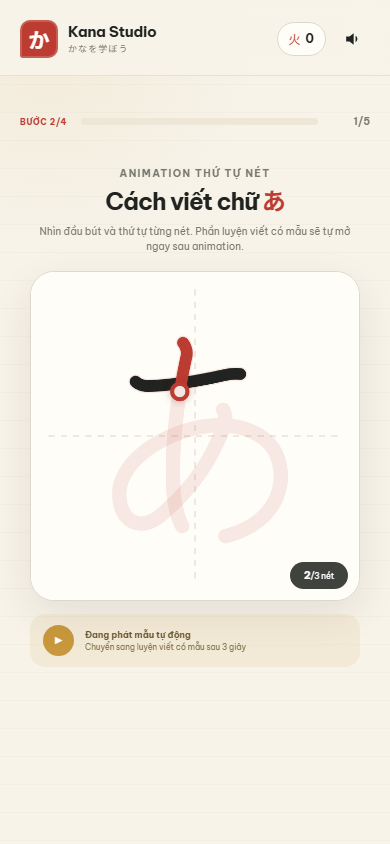 か
Kana Studio
かなを学ぼう
火 0
BƯỚC 2/4
1/5
ANIMATION THỨ TỰ NÉT
Cách viết chữ あ
Nhìn đầu bút và thứ tự từng nét. Phần luyện viết có mẫu sẽ tự mở
ngay sau animation.
あ
2/3 nét
Đang phát mẫu tự động
Chuyển sang luyện viết có mẫu sau 3 giây